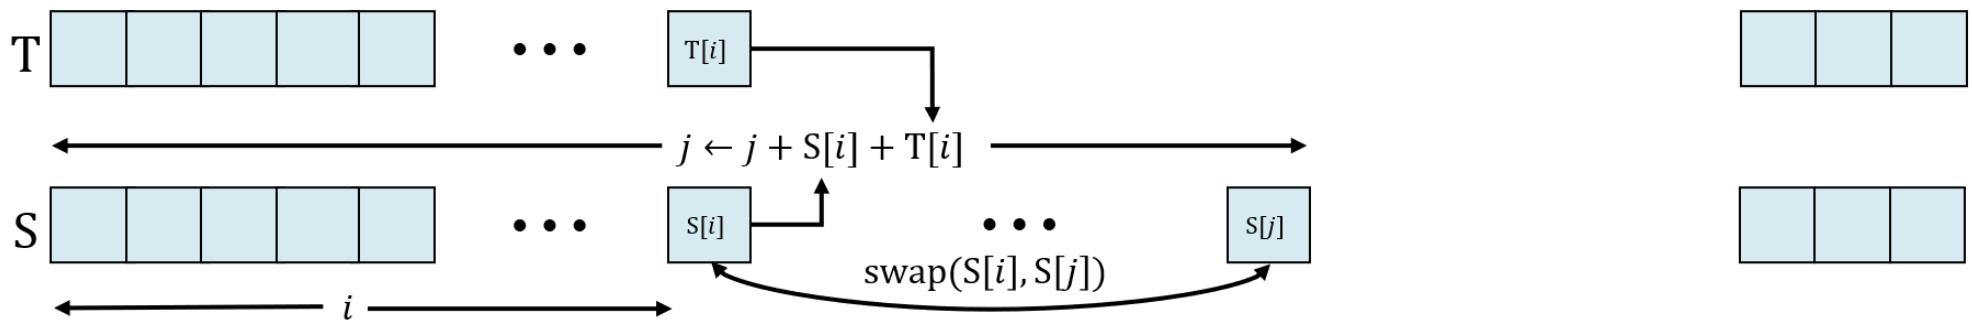 T
• • •
T[i]
j ← j + S[i] + T[i]
S
• • •
S[i]
• • •
S[j]
swap(S[i], S[j])
i